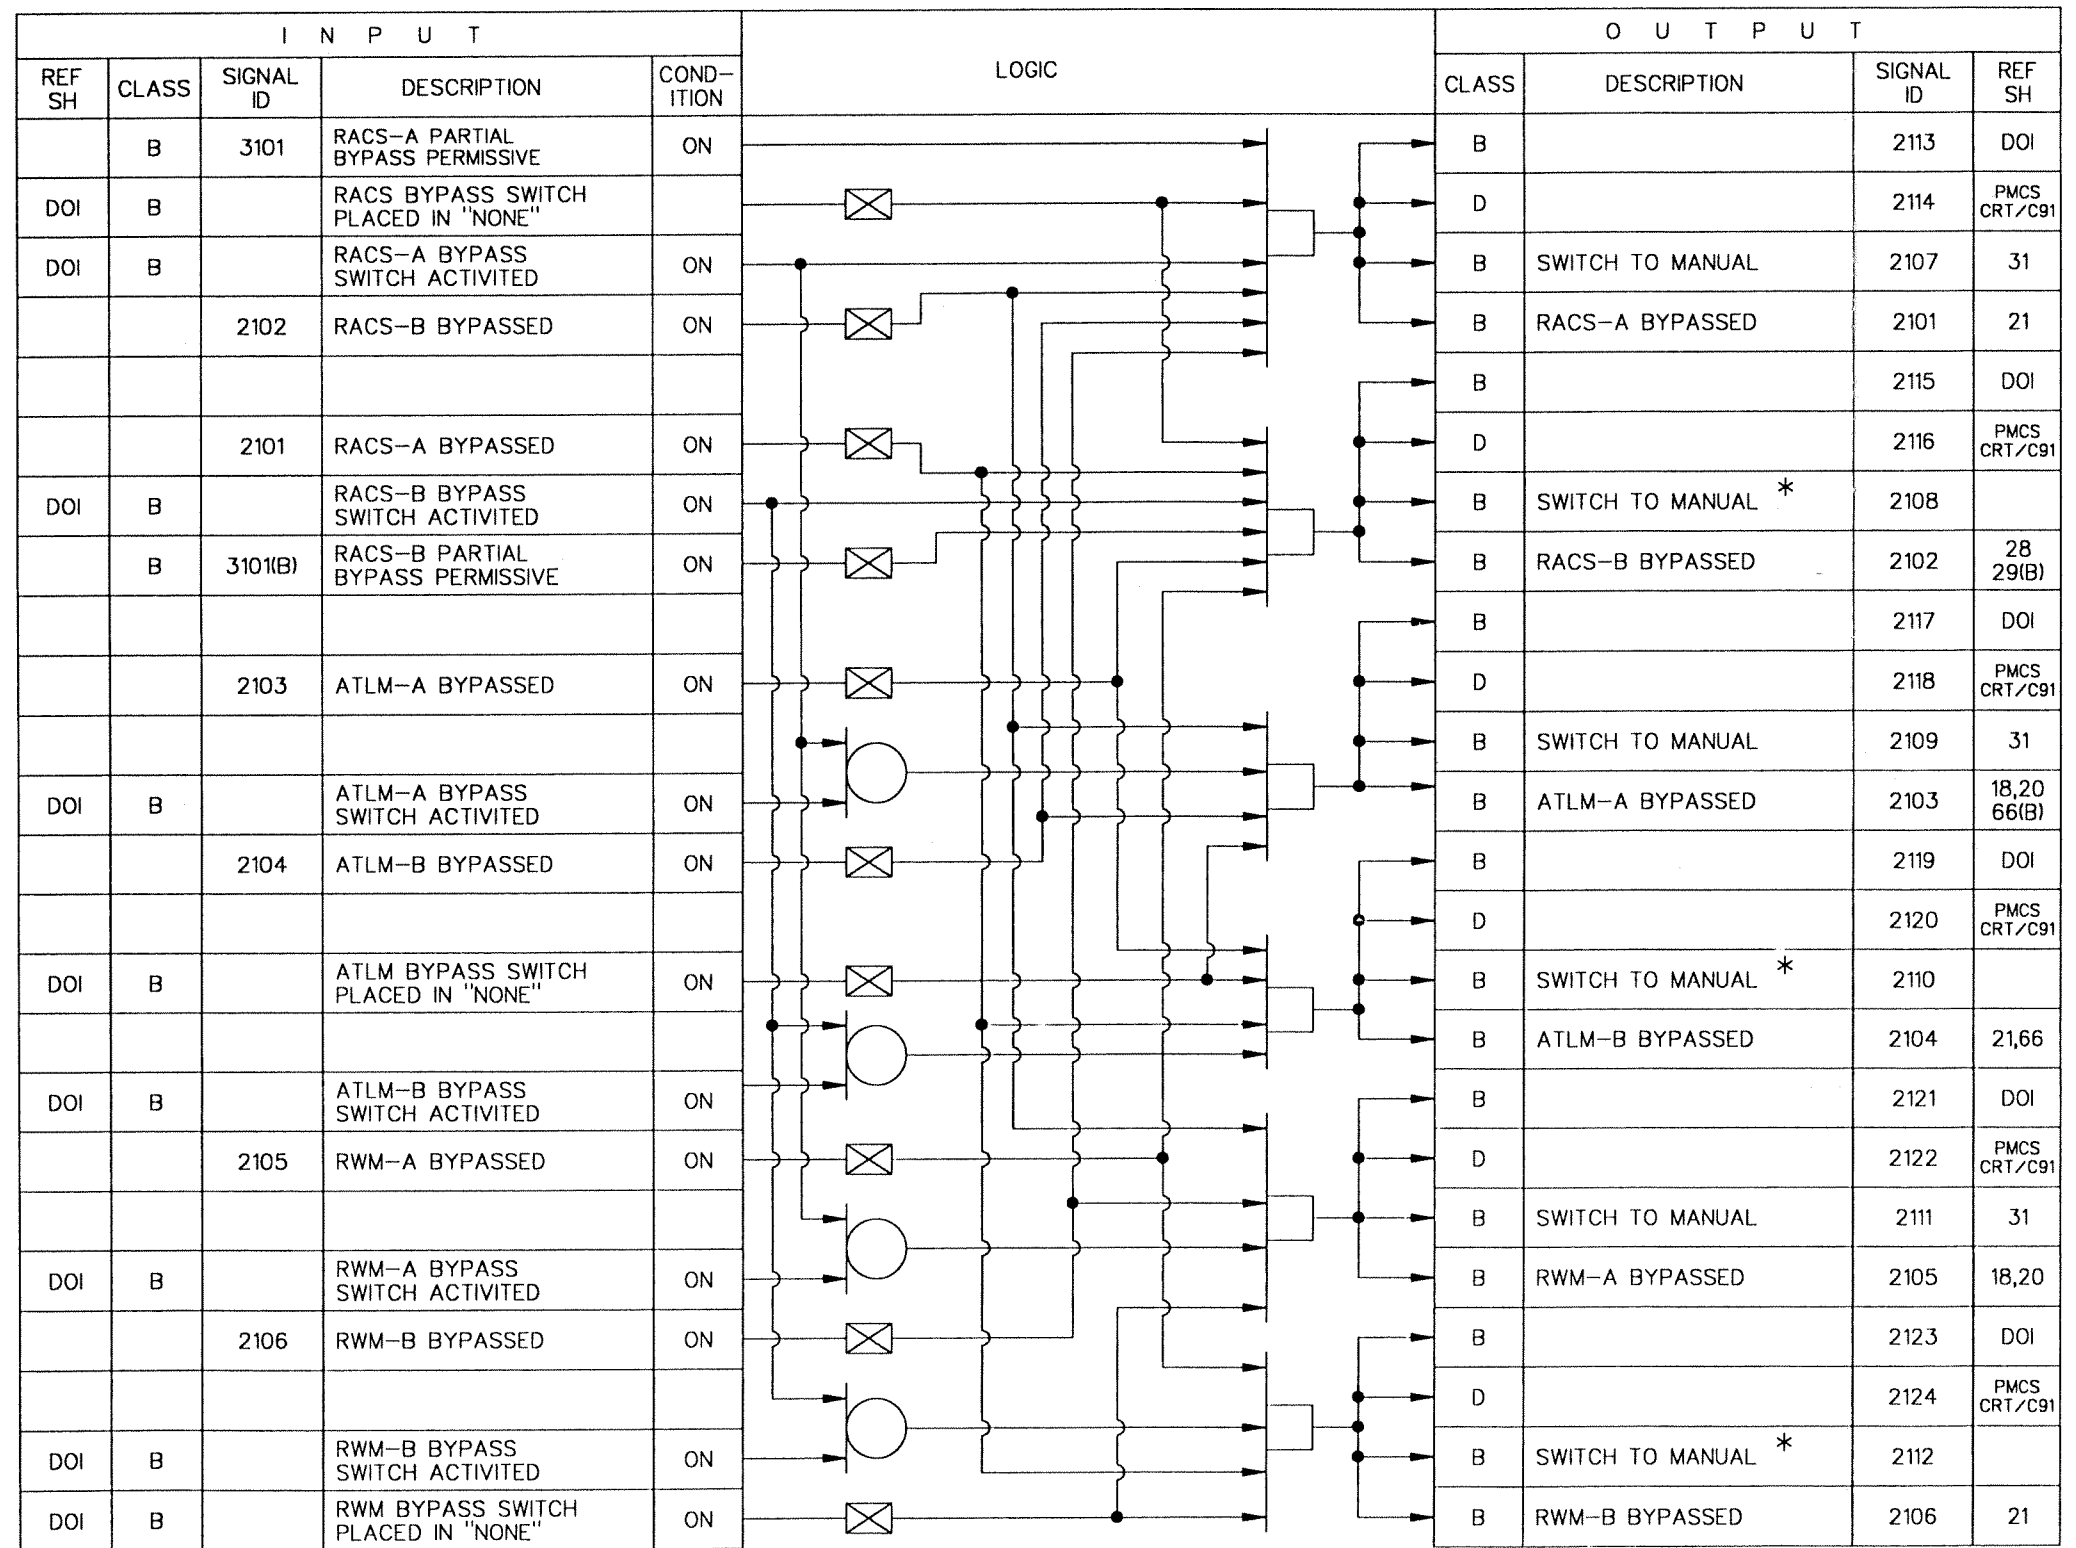 I N P U T
LOGIC
O U T P U T
REF SH CLASS SIGNAL ID DESCRIPTION COND- ITION
CLASS DESCRIPTION SIGNAL ID REF SH
B 3101 RACS-A PARTIAL
BYPASS PERMISSIVE ON
B 2113 DOI
DOI B RACS BYPASS SWITCH
PLACED IN "NONE"
D 2114 PMCS
CRT/C91
DOI B RACS-A BYPASS
SWITCH ACTIVITED ON
B SWITCH TO MANUAL 2107 31
2102 RACS-B BYPASSED ON
B RACS-A BYPASSED 2101 21
B 2115 DOI
2101 RACS-A BYPASSED ON
D 2116 PMCS
CRT/C91
DOI B RACS-B BYPASS
SWITCH ACTIVITED ON
B SWITCH TO MANUAL * 2108
B 3101(B) RACS-B PARTIAL
BYPASS PERMISSIVE ON
B RACS-B BYPASSED 2102 28
29(B)
B 2117 DOI
2103 ATLM-A BYPASSED ON
D 2118 PMCS
CRT/C91
B SWITCH TO MANUAL 2109 31
DOI B ATLM-A BYPASS
SWITCH ACTIVITED ON
B ATLM-A BYPASSED 2103 18,20
66(B)
2104 ATLM-B BYPASSED ON
B 2119 DOI
D 2120 PMCS
CRT/C91
DOI B ATLM BYPASS SWITCH
PLACED IN "NONE" ON
B SWITCH TO MANUAL * 2110
B ATLM-B BYPASSED 2104 21,66
DOI B ATLM-B BYPASS
SWITCH ACTIVITED ON
B 2121 DOI
2105 RWM-A BYPASSED ON
D 2122 PMCS
CRT/C91
B SWITCH TO MANUAL 2111 31
DOI B RWM-A BYPASS
SWITCH ACTIVITED ON
B RWM-A BYPASSED 2105 18,20
2106 RWM-B BYPASSED ON
B 2123 DOI
D 2124 PMCS
CRT/C91
DOI B RWM-B BYPASS
SWITCH ACTIVITED ON
B SWITCH TO MANUAL * 2112
DOI B RWM BYPASS SWITCH
PLACED IN "NONE" ON
B RWM-B BYPASSED 2106 21